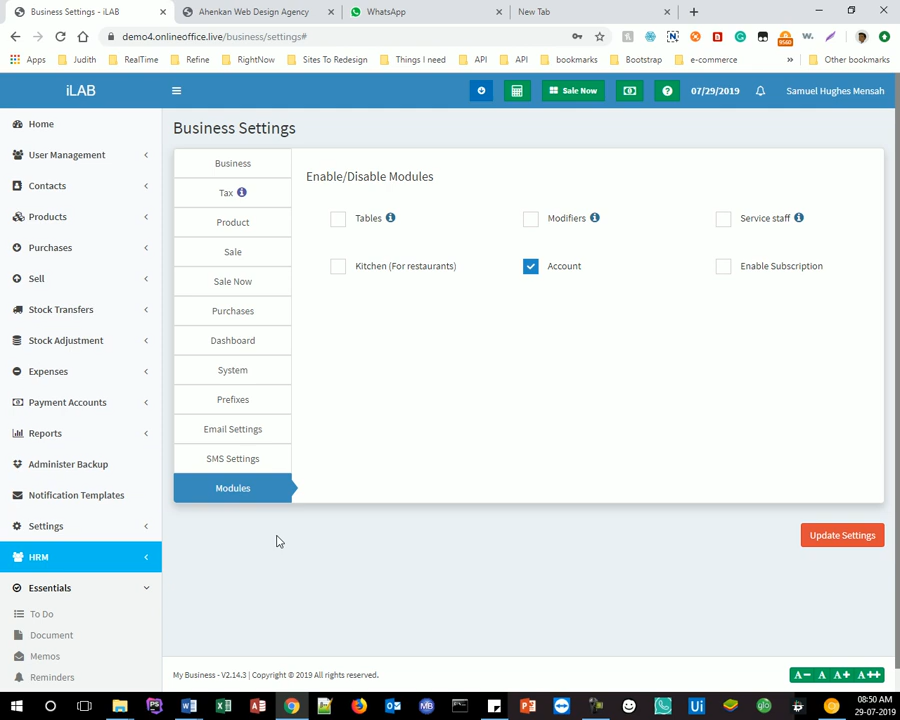 Business Settings - iLAB
Ahenkan Web Design Agency
WhatsApp
New Tab
demo4.onlineoffice.live/business/settings#
Apps
Judith
RealTime
Refine
RightNow
Sites To Redesign
Things I need
API
API
bookmarks
Bootstrap
e-commerce
»
Other bookmarks
iLAB
Sale Now
07/29/2019
Samuel Hughes Mensah
Home
User Management
Contacts
Products
Purchases
Sell
Stock Transfers
Stock Adjustment
Expenses
Payment Accounts
Reports
Administer Backup
Notification Templates
Settings
HRM
Essentials
To Do
Document
Memos
Reminders
Business Settings
Business
Tax
Product
Sale
Sale Now
Purchases
Dashboard
System
Prefixes
Email Settings
SMS Settings
Modules
Enable/Disable Modules
Tables
Modifiers
Service staff
Kitchen (For restaurants)
Account
Enable Subscription
Update Settings
My Business - V2.14.3 | Copyright © 2019 All rights reserved.
A− A A+ A++
08:50 AM
29-07-2019